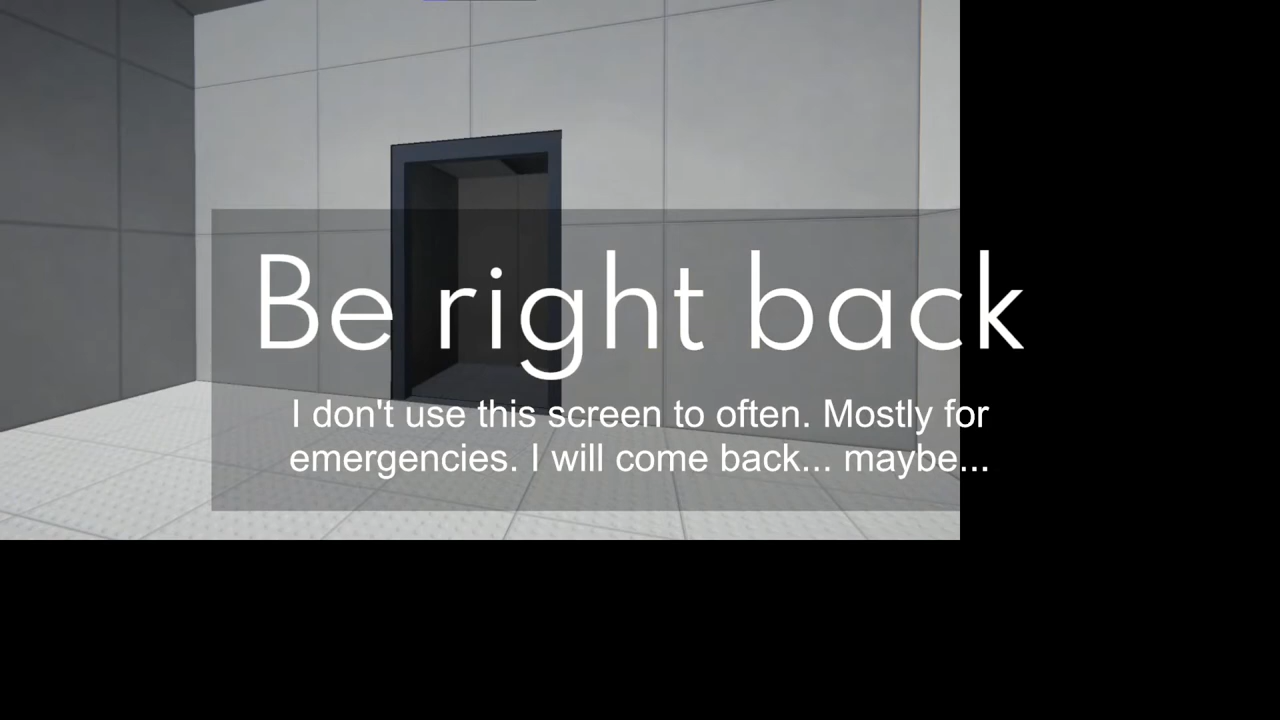 Be right back
I don't use this screen to often. Mostly for
emergencies. I will come back... maybe...